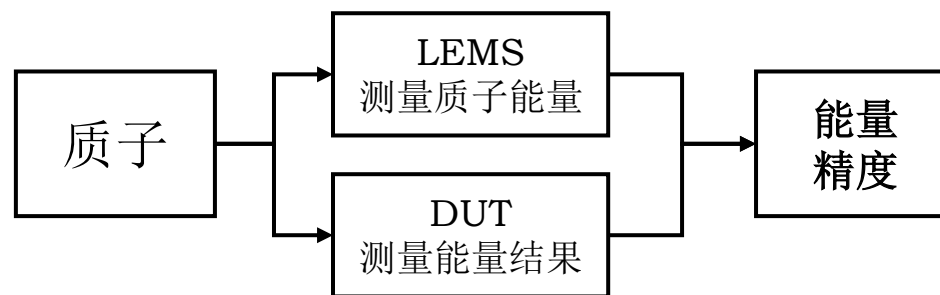 质子
LEMS
测量质子能量
DUT
测量能量结果
能量
精度